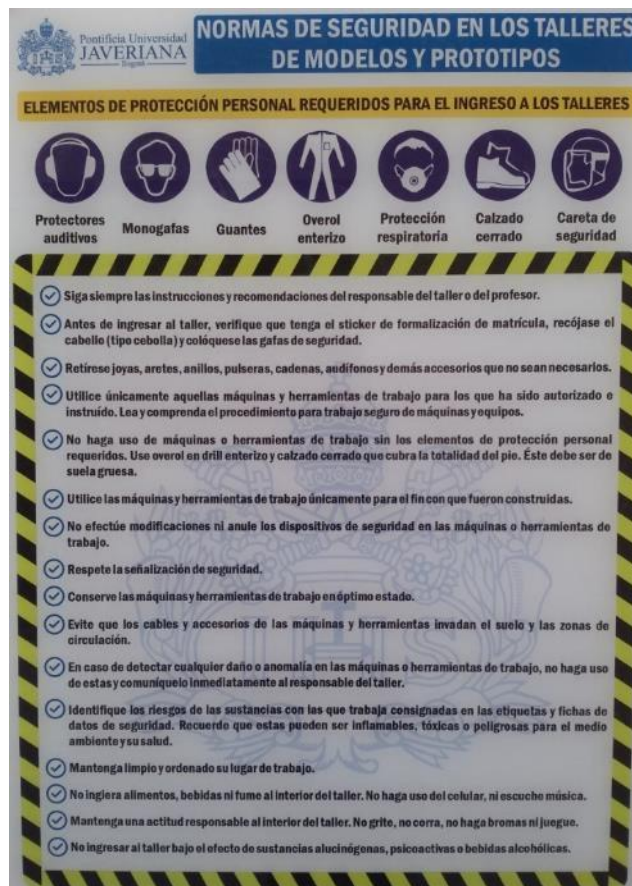 Pontificia Universidad
JAVERIANA
Bogotá
NORMAS DE SEGURIDAD EN LOS TALLERES
DE MODELOS Y PROTOTIPOS
ELEMENTOS DE PROTECCIÓN PERSONAL REQUERIDOS PARA EL INGRESO A LOS TALLERES
Protectores
auditivos
Monogafas
Guantes
Overol
enterizo
Protección
respiratoria
Calzado
cerrado
Careta de
seguridad
Siga siempre las instrucciones y recomendaciones del responsable del taller o del profesor.
Antes de ingresar al taller, verifique que tenga el sticker de formalización de matrícula, recójase el
cabello (tipo cebolla) y colóquese las gafas de seguridad.
Retírese joyas, aretes, anillos, pulseras, cadenas, audífonos y demás accesorios que no sean necesarios.
Utilice únicamente aquellas máquinas y herramientas de trabajo para los que ha sido autorizado e
instruído. Lea y comprenda el procedimiento para trabajo seguro de máquinas y equipos.
No haga uso de máquinas o herramientas de trabajo sin los elementos de protección personal
requeridos. Use overol en drill enterizo y calzado cerrado que cubra la totalidad del pie. Éste debe ser de
suela gruesa.
Utilice las máquinas y herramientas de trabajo únicamente para el fin con que fueron construidas.
No efectúe modificaciones ni anule los dispositivos de seguridad en las máquinas o herramientas de
trabajo.
Respete la señalización de seguridad.
Conserve las máquinas y herramientas de trabajo en óptimo estado.
Evite que los cables y accesorios de las máquinas y herramientas invadan el suelo y las zonas de
circulación.
En caso de detectar cualquier daño o anomalía en las máquinas o herramientas de trabajo, no haga uso
de estas y comuníquelo inmediatamente al responsable del taller.
Identifique los riesgos de las sustancias con las que trabaja consignadas en las etiquetas y fichas de
datos de seguridad. Recuerde que estas pueden ser inflamables, tóxicas o peligrosas para el medio
ambiente y su salud.
Mantenga limpio y ordenado su lugar de trabajo.
No ingiera alimentos, bebidas ni fume al interior del taller. No haga uso del celular, ni escuche música.
Mantenga una actitud responsable al interior del taller. No grite, no corra, no haga bromas ni juegue.
No ingresar al taller bajo el efecto de sustancias alucinógenas, psicoactivas o bebidas alcohólicas.